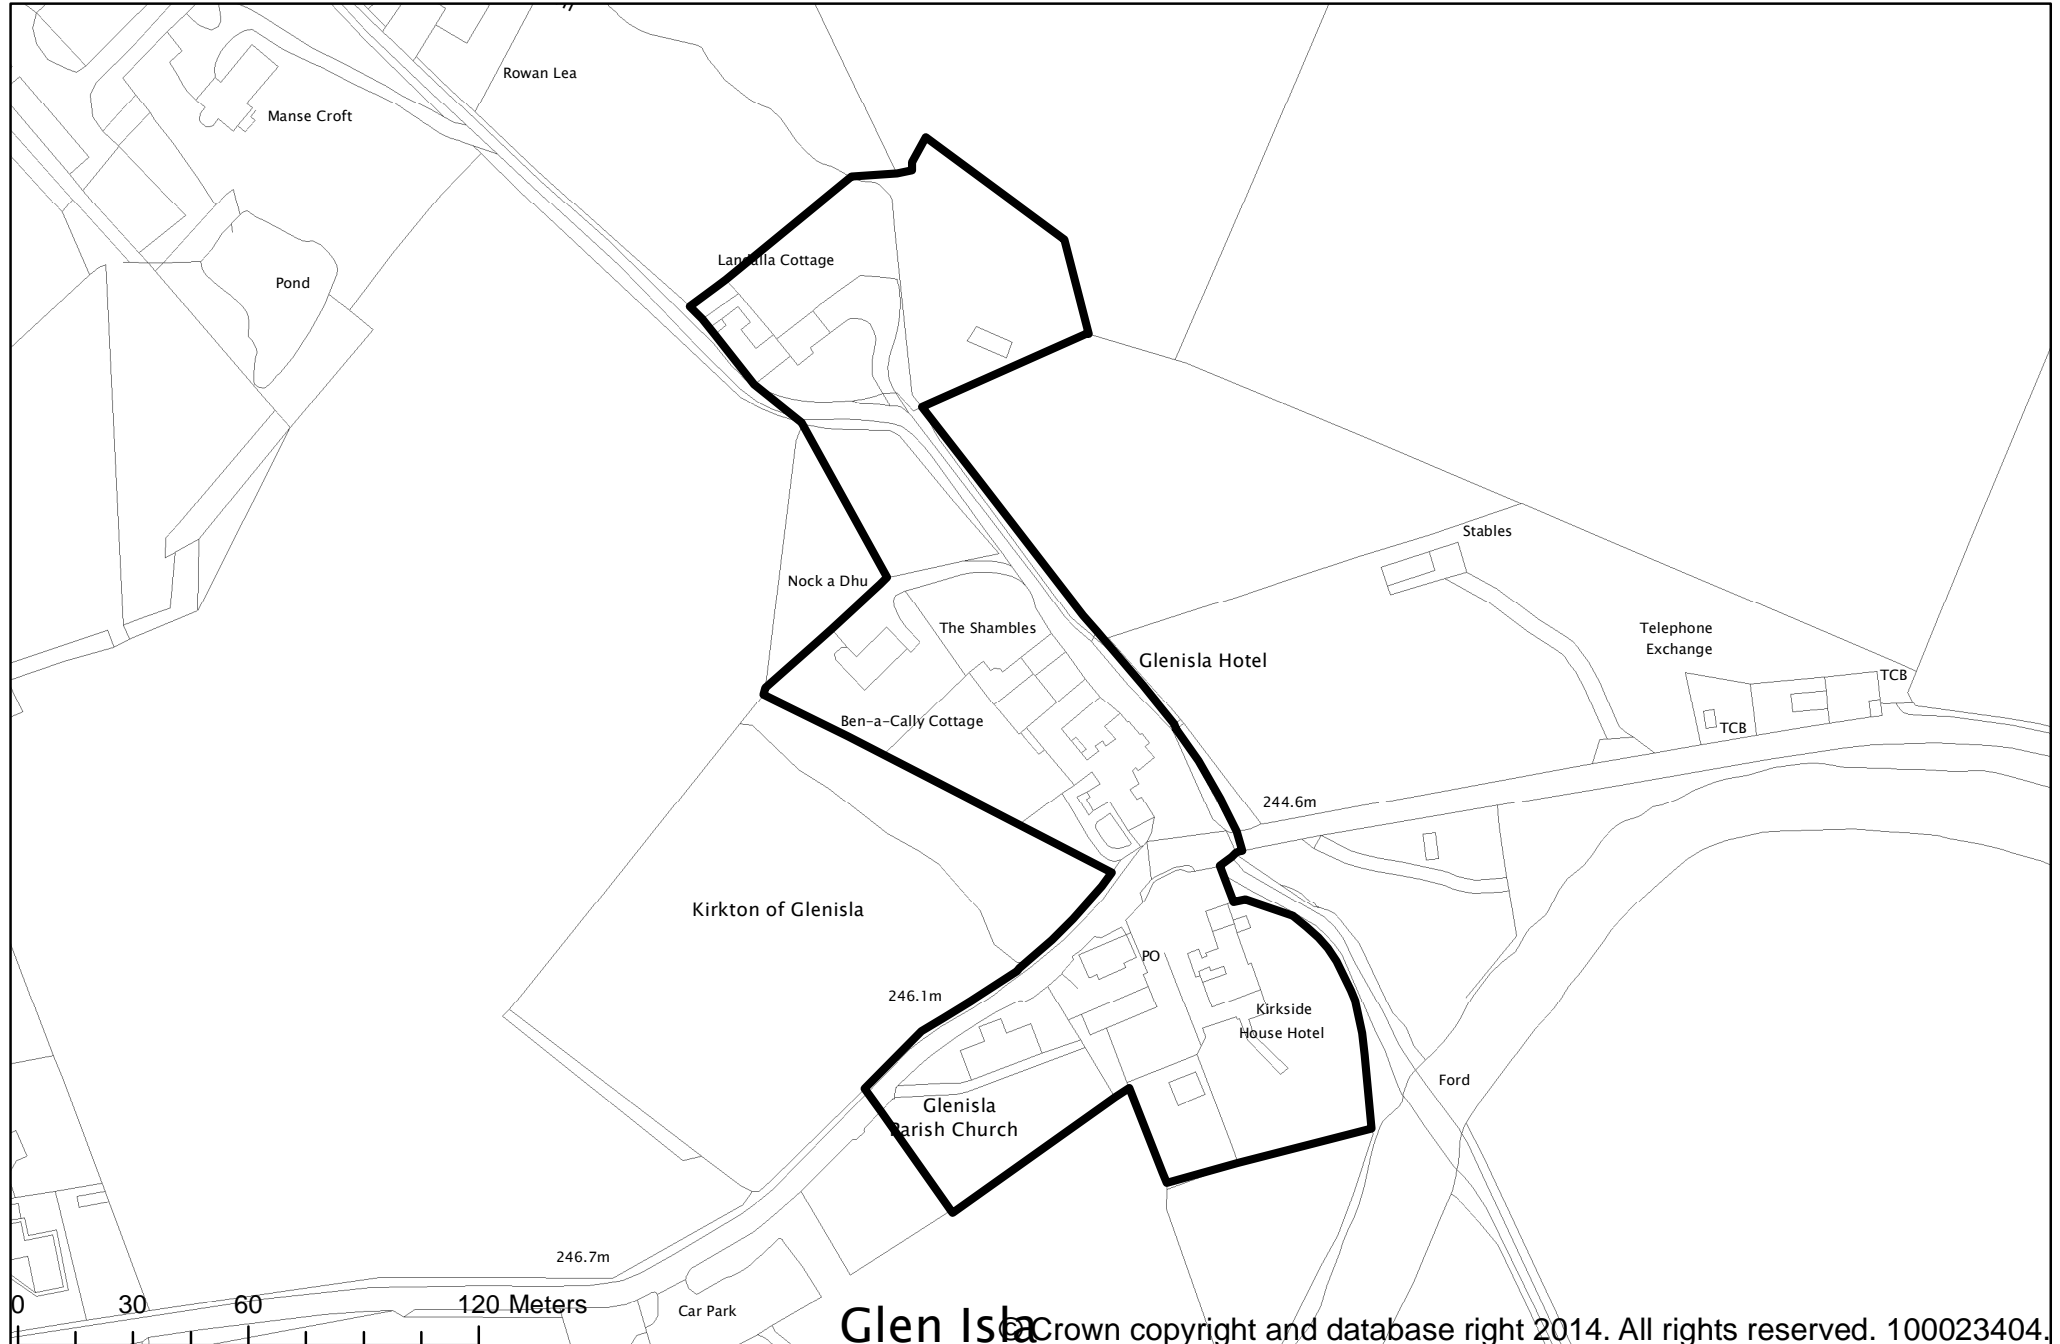 Rowan Lea
Manse Croft
Landalla Cottage
Pond
Stables
Nock a Dhu
The Shambles
Telephone
Exchange
Glenisla Hotel
TCB
Ben-a-Cally Cottage
TCB
244.6m
Kirkton of Glenisla
PO
246.1m
Kirkside
House Hotel
Ford
Glenisla
Parish Church
246.7m
0 30 60 120 Meters
Car Park
Glen Isla
© Crown copyright and database right 2014. All rights reserved. 100023404.